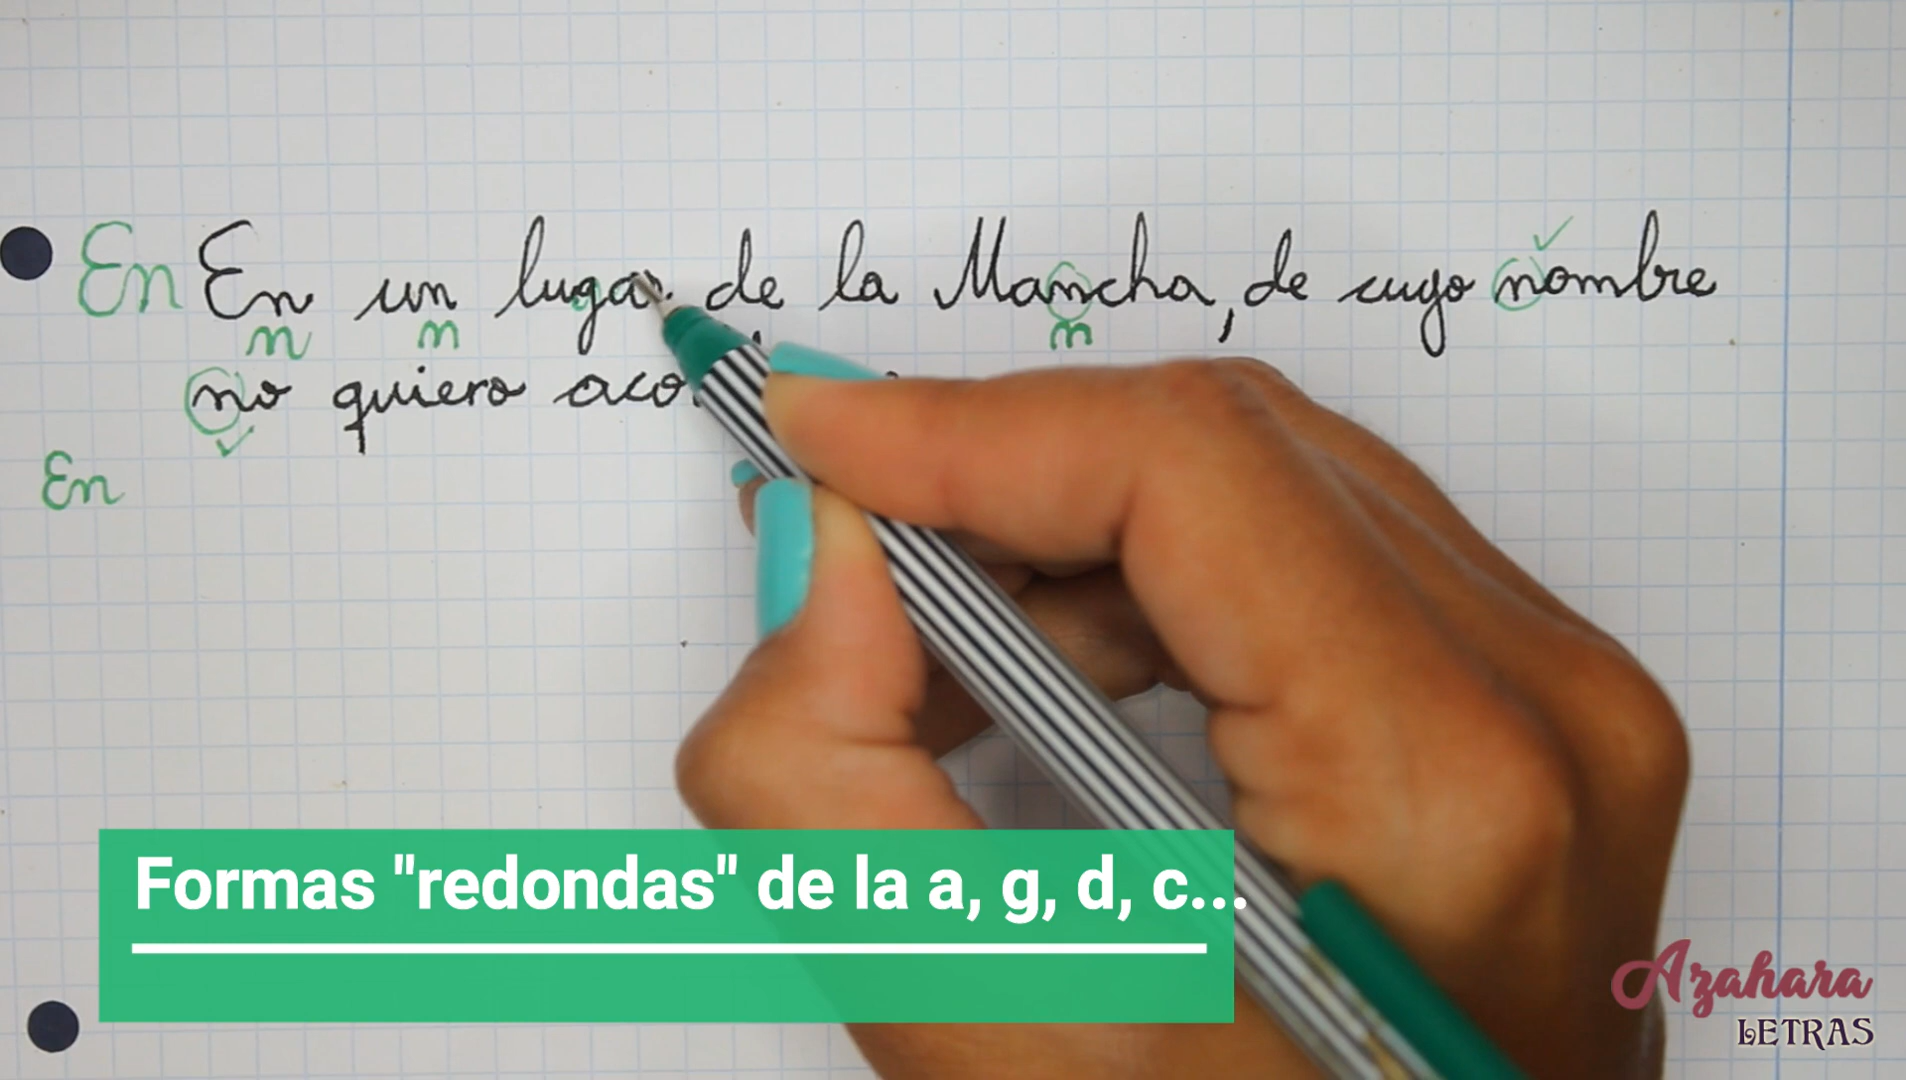 En En un lugar de la Mancha, de cuyo nombre
n n n
no quiero
En
Formas "redondas" de la a, g, d, c...
Azahara
LETRAS